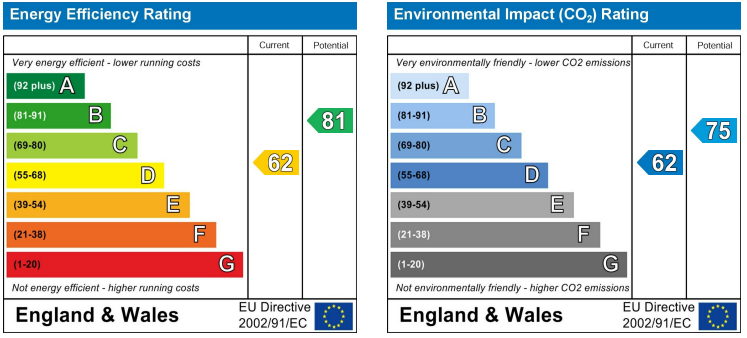 Energy Efficiency Rating
Current
Potential
Very energy efficient - lower running costs
(92 plus) A
(81-91) B
(69-80) C
(55-68) D
(39-54) E
(21-38) F
(1-20) G
62
81
Not energy efficient - higher running costs
England & Wales
EU Directive
2002/91/EC
Environmental Impact (CO₂) Rating
Current
Potential
Very environmentally friendly - lower CO2 emissions
(92 plus) A
(81-91) B
(69-80) C
(55-68) D
(39-54) E
(21-38) F
(1-20) G
62
75
Not environmentally friendly - higher CO2 emissions
England & Wales
EU Directive
2002/91/EC